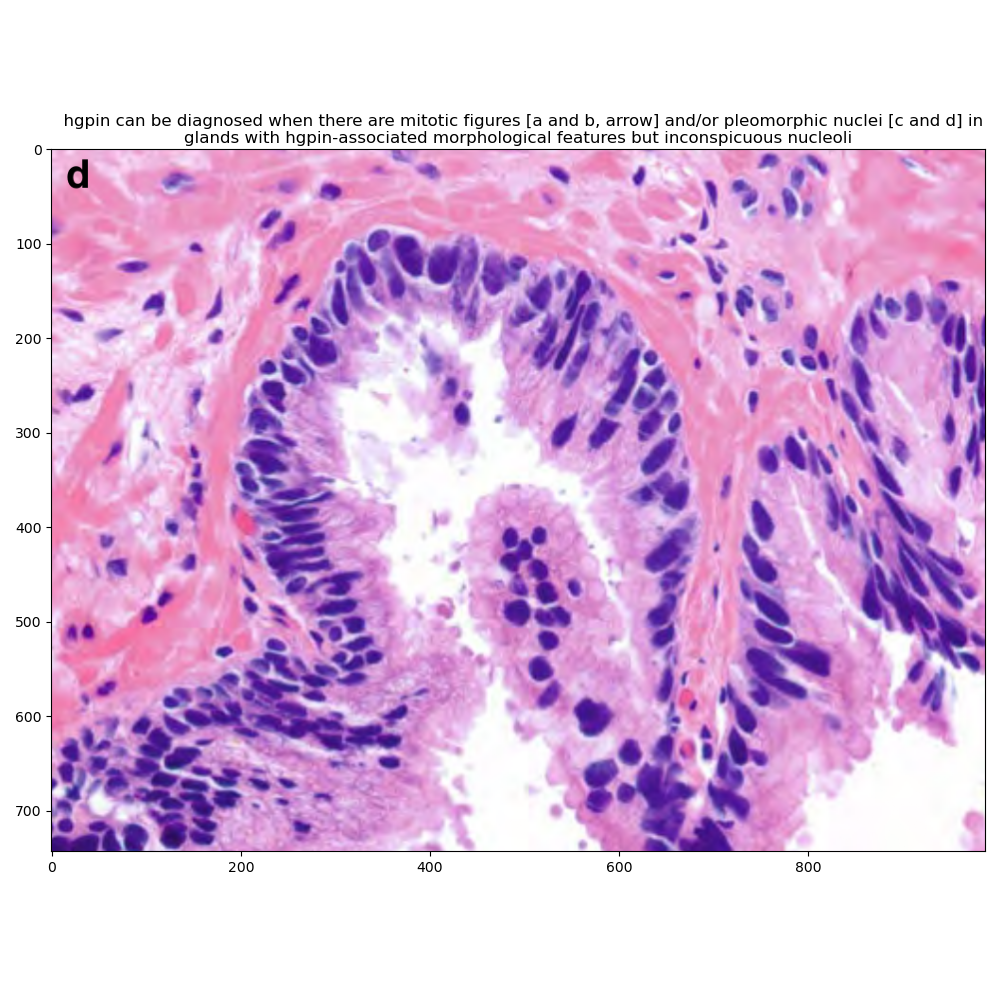 hgpin can be diagnosed when there are mitotic figures [a and b, arrow] and/or pleomorphic nuclei [c and d] in
glands with hgpin-associated morphological features but inconspicuous nucleoli
d
0
100
200
300
400
500
600
700
0 200 400 600 800